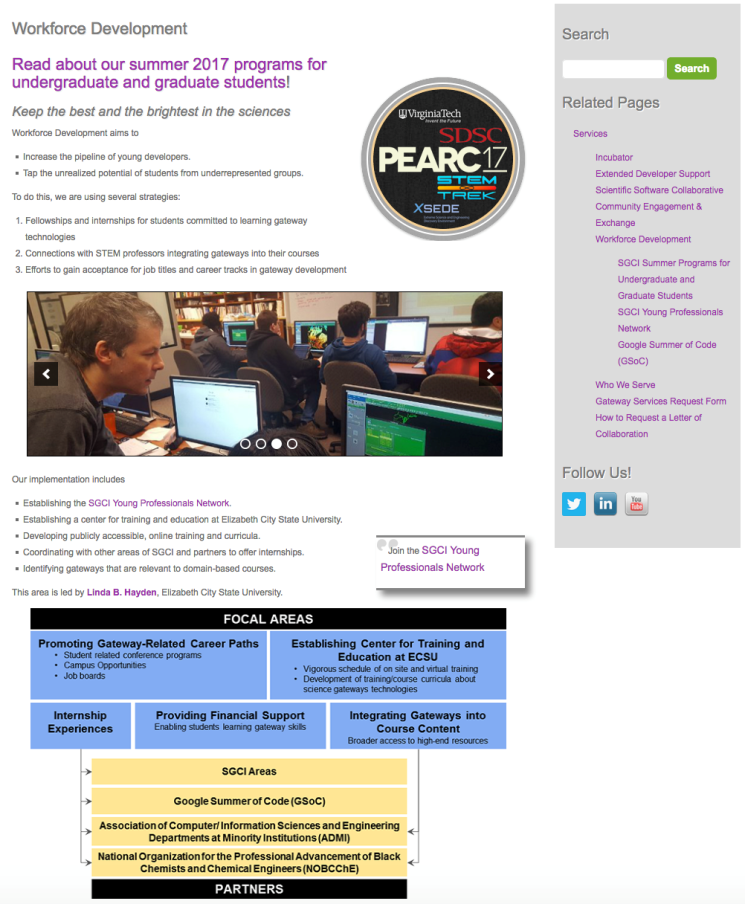 Workforce Development
Read about our summer 2017 programs for
undergraduate and graduate students!
Keep the best and the brightest in the sciences
Workforce Development aims to
Increase the pipeline of young developers.
Tap the unrealized potential of students from underrepresented groups.
To do this, we are using several strategies:
1. Fellowships and internships for students committed to learning gateway
technologies
2. Connections with STEM professors integrating gateways into their courses
3. Efforts to gain acceptance for job titles and career tracks in gateway development
VirginiaTech
Invent the Future
SDSC
PEARC17
STEM
TREK
XSEDE
Our implementation includes
Establishing the SGCI Young Professionals Network.
Establishing a center for training and education at Elizabeth City State University.
Developing publicly accessible, online training and curricula.
Coordinating with other areas of SGCI and partners to offer internships.
Identifying gateways that are relevant to domain-based courses.
This area is led by Linda B. Hayden, Elizabeth City State University.
Join the SGCI Young
Professionals Network
FOCAL AREAS
Promoting Gateway-Related Career Paths
• Student related conference programs
• Campus Opportunities
• Job boards
Establishing Center for Training and
Education at ECSU
• Vigorous schedule of on site and virtual training
• Development of training/course curricula about
science gateways technologies
Internship
Experiences
Providing Financial Support
Enabling students learning gateway skills
Integrating Gateways into
Course Content
Broader access to high-end resources
SGCI Areas
Google Summer of Code (GSoC)
Association of Computer/ Information Sciences and Engineering
Departments at Minority Institutions (ADMI)
National Organization for the Professional Advancement of Black
Chemists and Chemical Engineers (NOBCChE)
PARTNERS
Search
Search
Related Pages
Services
Incubator
Extended Developer Support
Scientific Software Collaborative
Community Engagement &
Exchange
Workforce Development
SGCI Summer Programs for
Undergraduate and
Graduate Students
SGCI Young Professionals
Network
Google Summer of Code
(GSoC)
Who We Serve
Gateway Services Request Form
How to Request a Letter of
Collaboration
Follow Us!
in
You
Tube